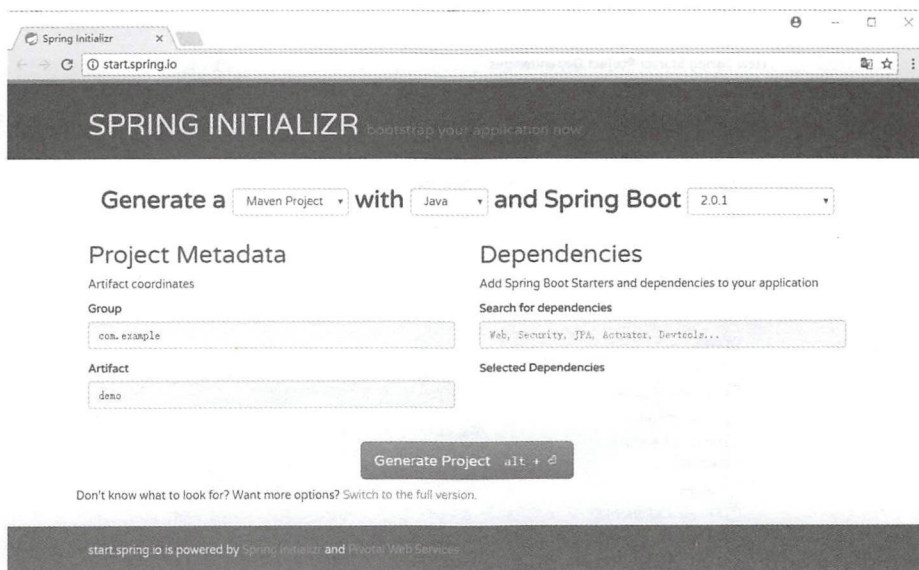 Spring Initializr
start.spring.io
SPRING INITIALIZR bootstrap your application now
Generate a Maven Project with Java and Spring Boot 2.0.1
Project Metadata
Artifact coordinates
Group
com.example
Artifact
demo
Dependencies
Add Spring Boot Starters and dependencies to your application
Search for dependencies
Web, Security, JPA, Actuator, Devtools...
Selected Dependencies
Generate Project alt + ⏎
Don't know what to look for? Want more options? Switch to the full version.
start.spring.io is powered by Spring Initializr and Pivotal Web Services